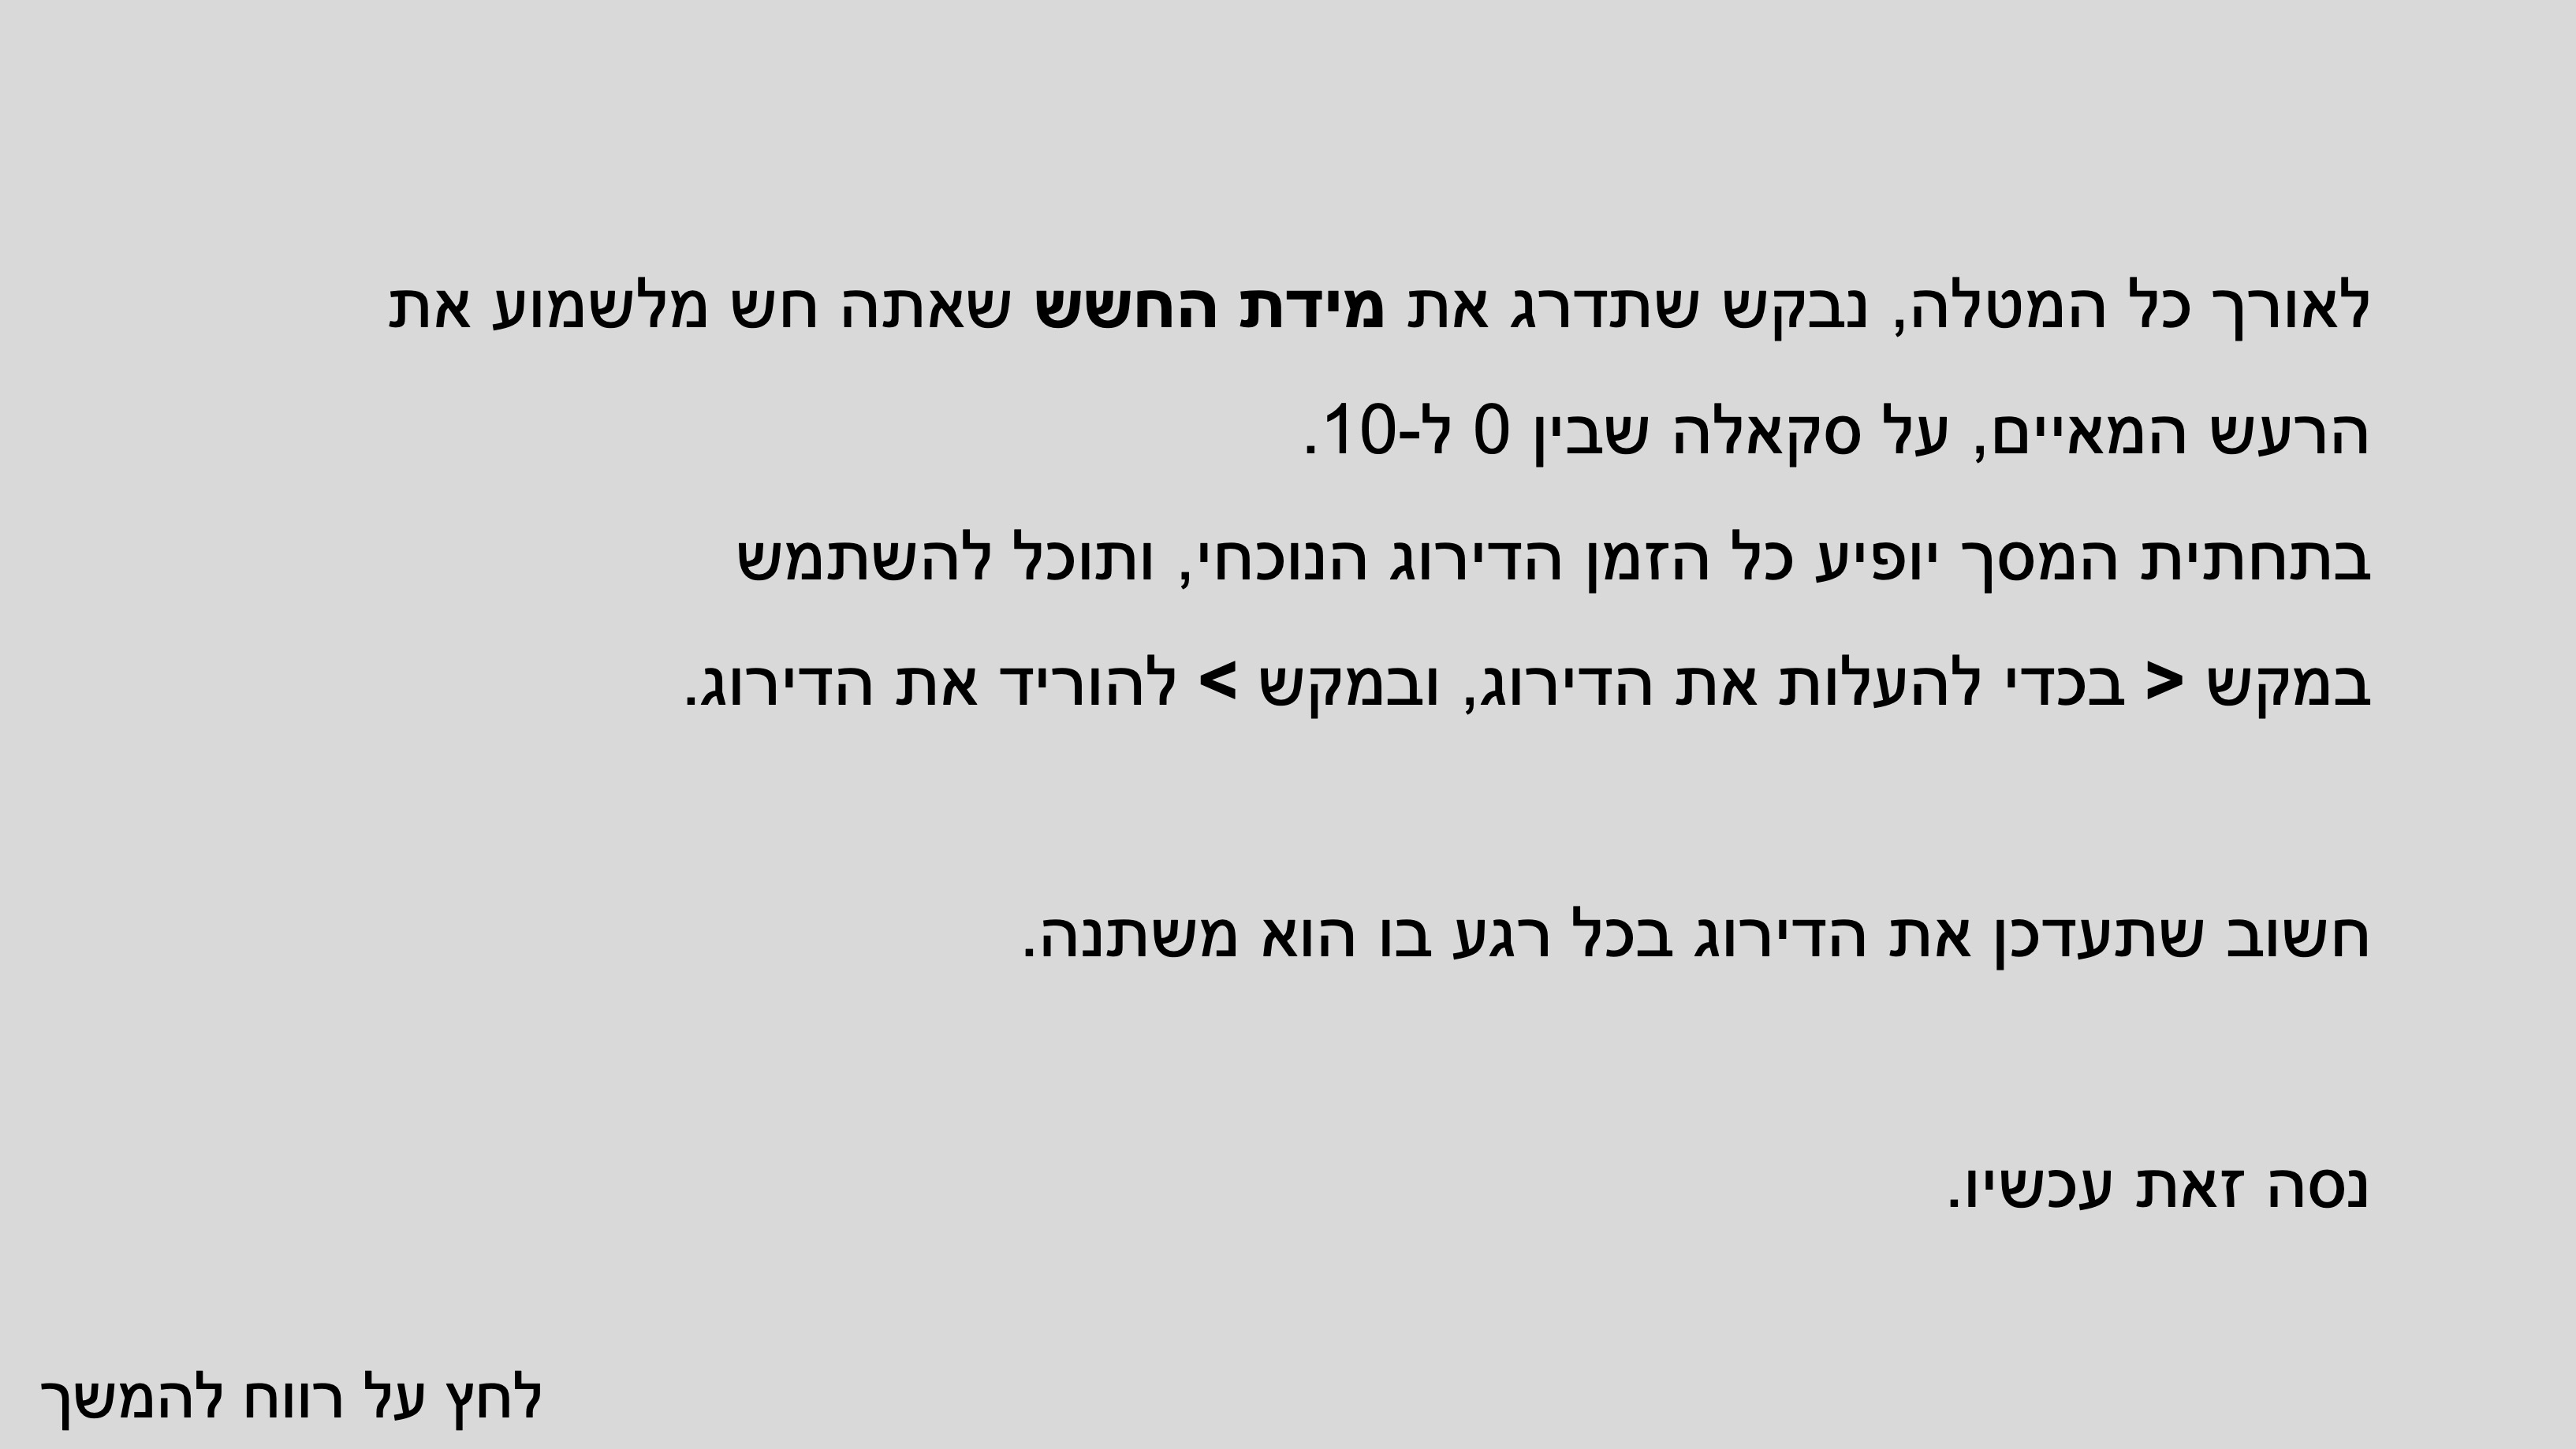 לאורך כל המטלה, נבקש שתדרג את מידת החשש שאתה חש מלשמוע את
הרעש המאיים, על סקאלה שבין 0 ל-10.
בתחתית המסך יופיע כל הזמן הדירוג הנוכחי, ותוכל להשתמש
במקש < בכדי להעלות את הדירוג, ובמקש > להוריד את הדירוג.
חשוב שתעדכן את הדירוג בכל רגע בו הוא משתנה.
נסה זאת עכשיו.
לחץ על רווח להמשך